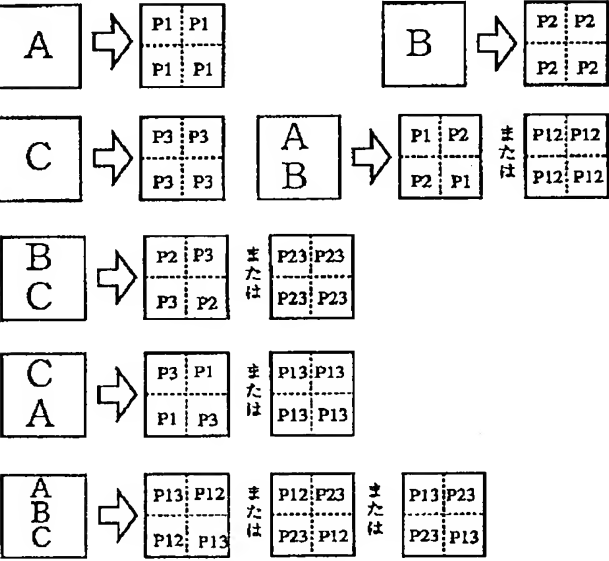 A P1 P1 B P2 P2
P1 P1 P2 P2
C P3 P3 A P1 P2 または P12 P12
P3 P3 B P2 P1 P12 P12
B P2 P3 または P23 P23
C P3 P2 P23 P23
C P3 P1 または P13 P13
A P1 P3 P13 P13
A P13 P12 または P12 P23 または P13 P23
B
C P12 P13 P23 P12 P23 P13